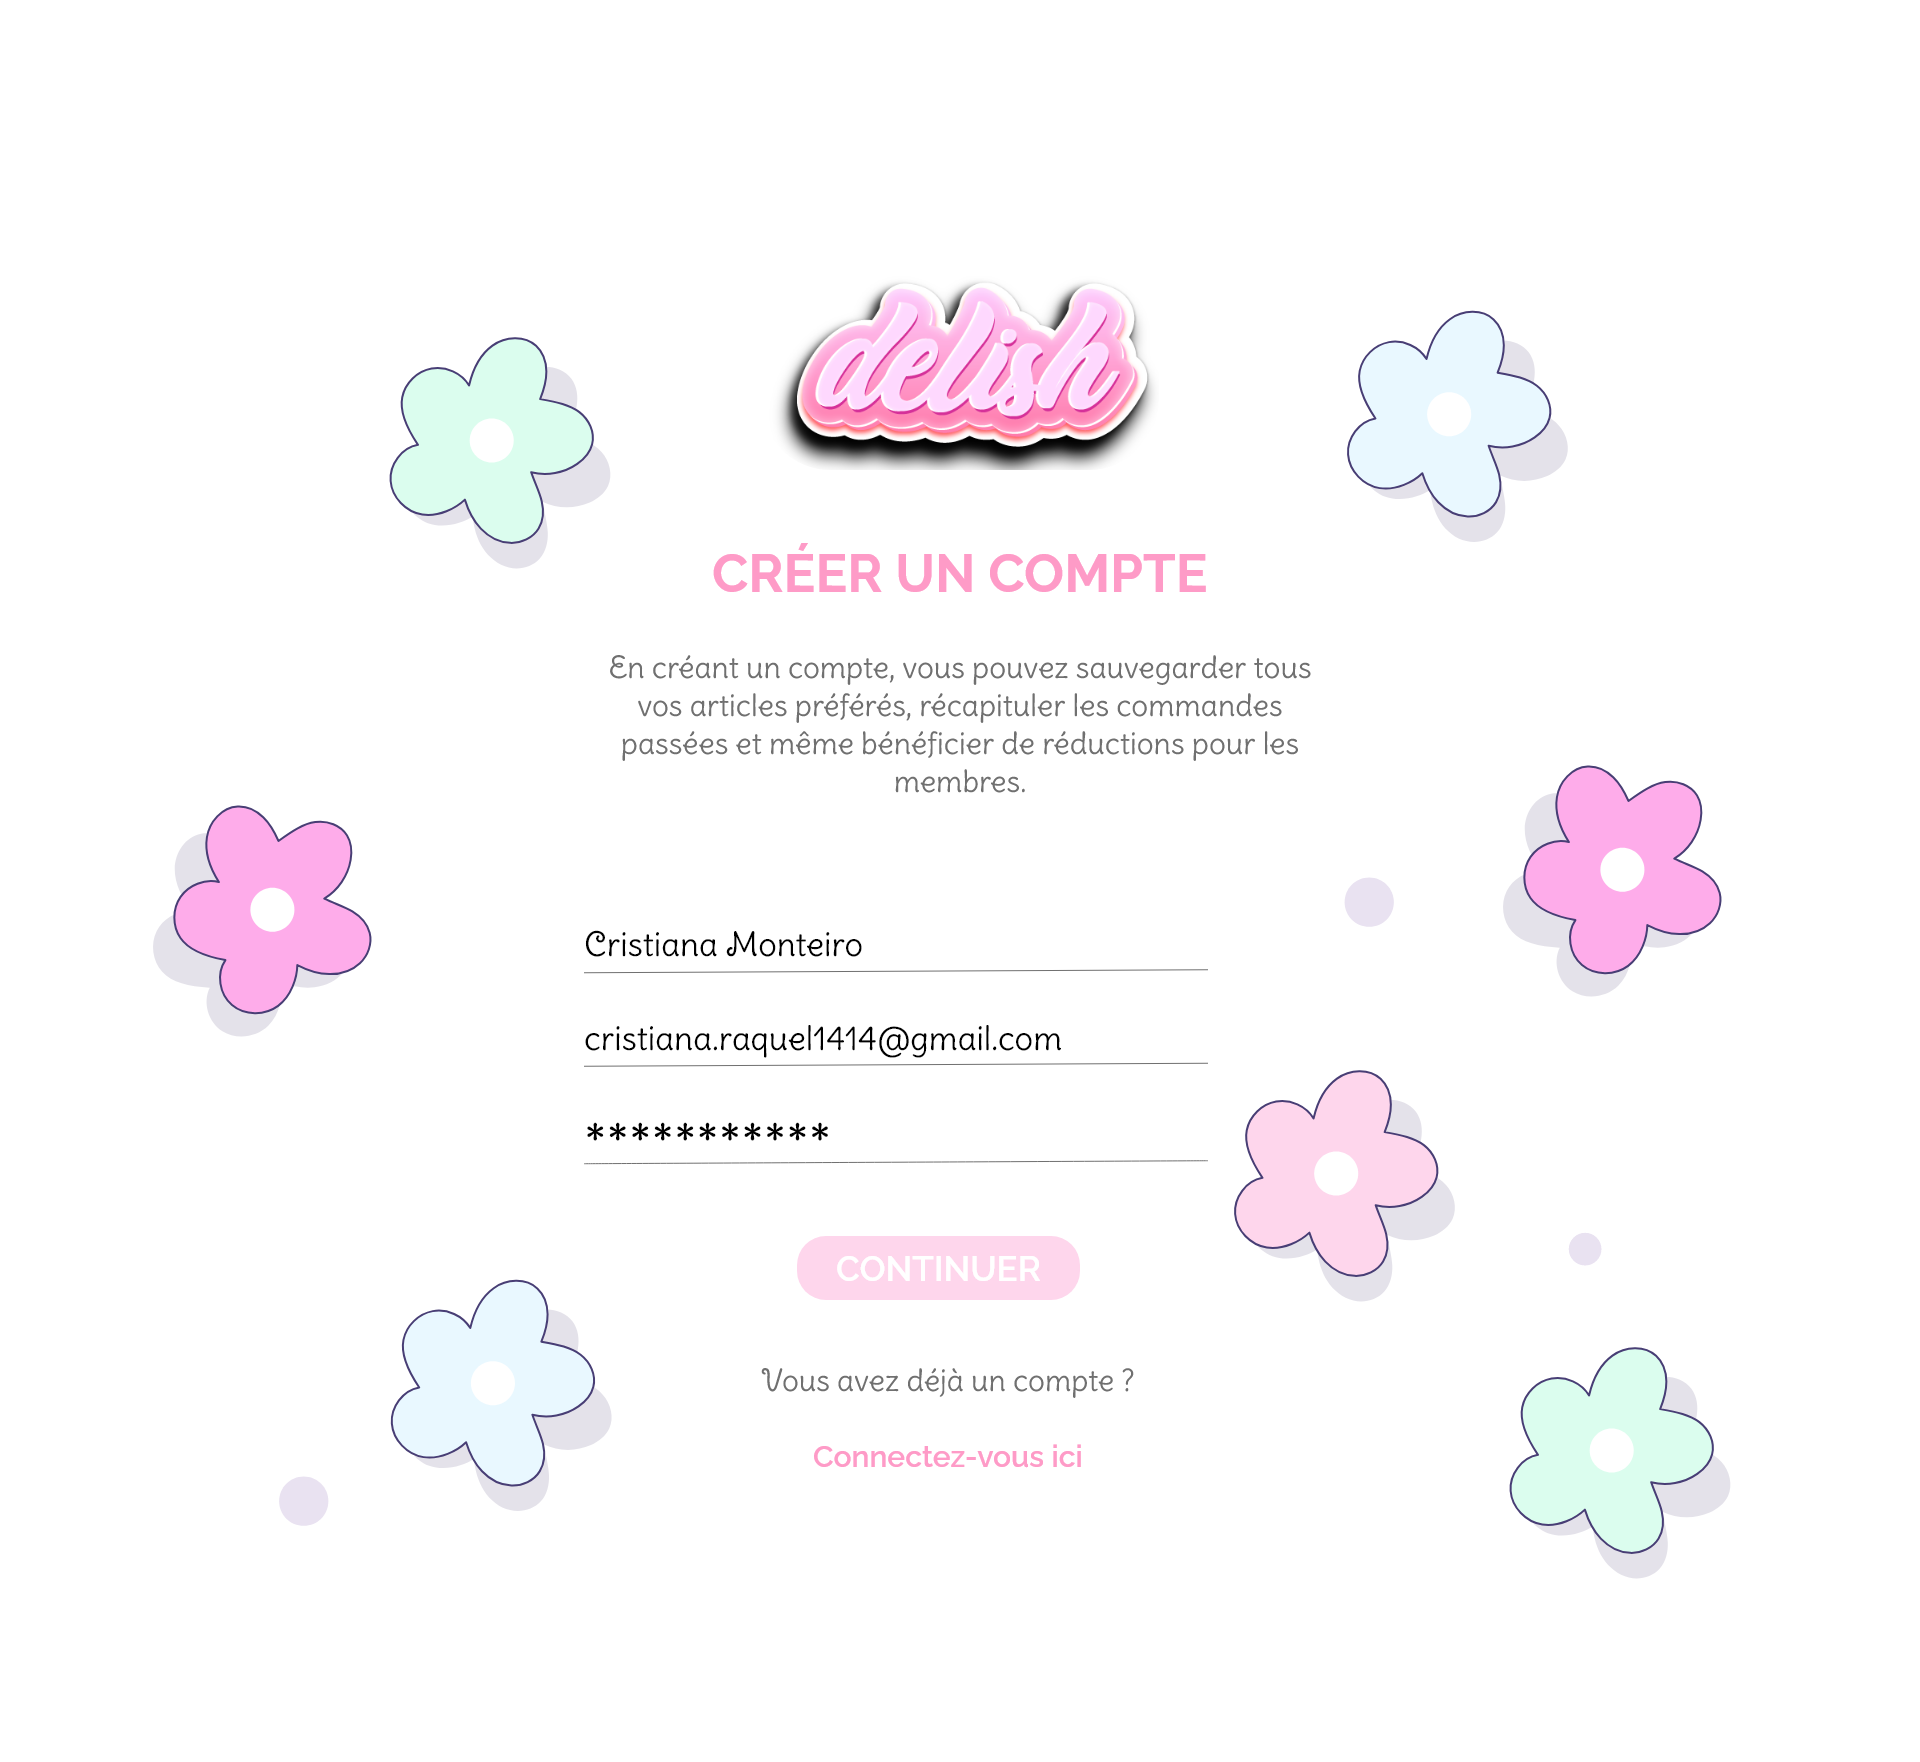 delish
CRÉER UN COMPTE
En créant un compte, vous pouvez sauvegarder tous
vos articles préférés, récapituler les commandes
passées et même bénéficier de réductions pour les
membres.
Cristiana Monteiro
cristiana.raquel1414@gmail.com
***********
CONTINUER
Vous avez déjà un compte ?
Connectez-vous ici